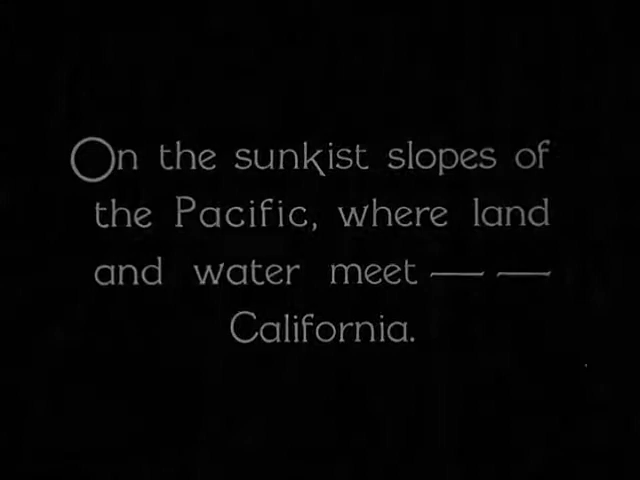 On the sunkist slopes of
the Pacific, where land
and water meet — —
California.